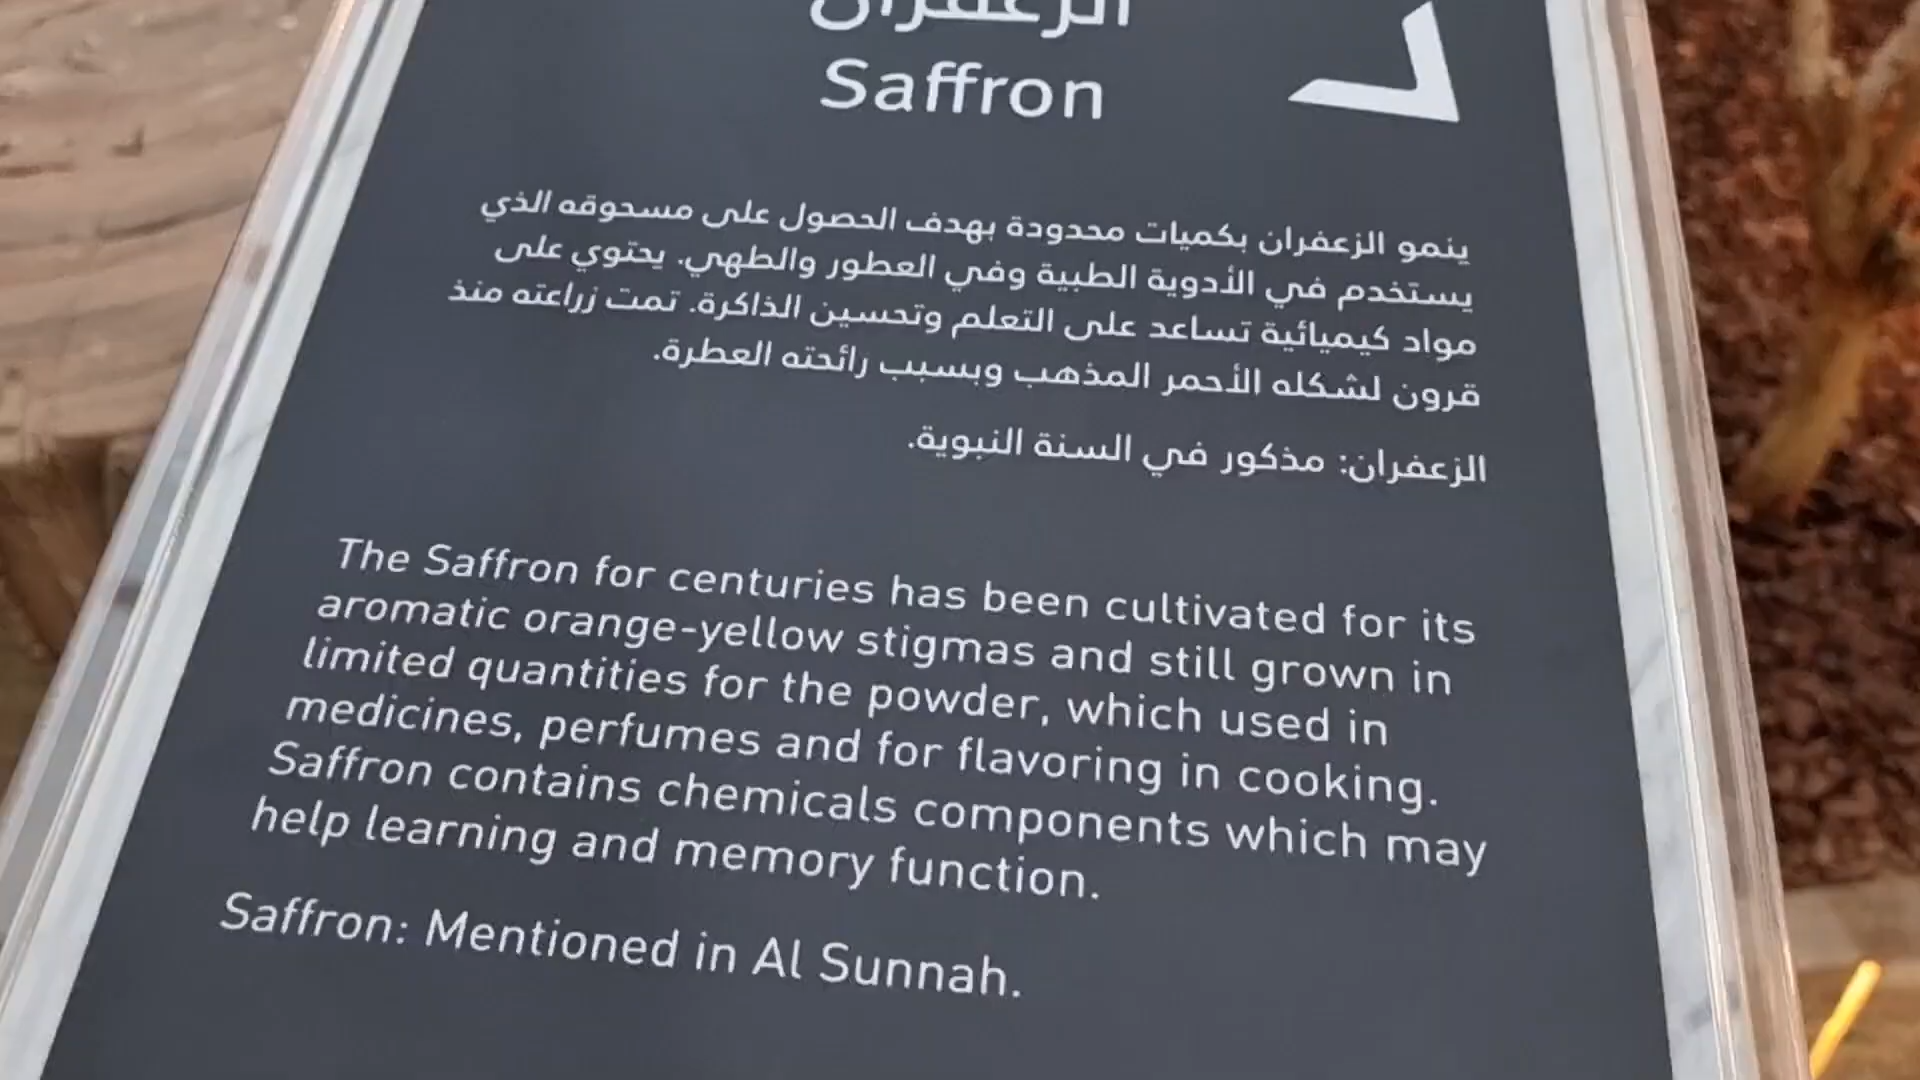 الزعفران
Saffron
ينمو الزعفران بكميات محدودة بهدف الحصول على مسحوقه الذي
يستخدم في الأدوية الطبية وفي العطور والطهي. يحتوي على
مواد كيميائية تساعد على التعلم وتحسين الذاكرة. تمت زراعته منذ
قرون لشكله الأحمر المذهب وبسبب رائحته العطرة.
الزعفران: مذكور في السنة النبوية.
The Saffron for centuries has been cultivated for its
aromatic orange-yellow stigmas and still grown in
limited quantities for the powder, which used in
medicines, perfumes and for flavoring in cooking.
Saffron contains chemicals components which may
help learning and memory function.
Saffron: Mentioned in Al Sunnah.